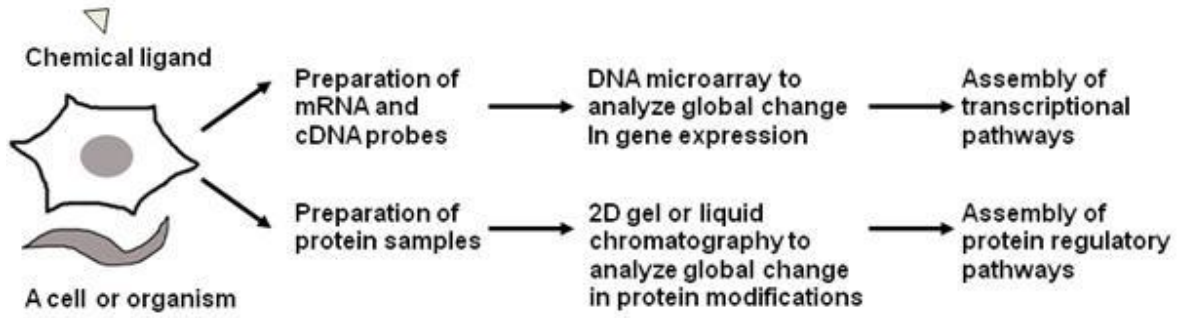 Chemical ligand
A cell or organism
Preparation of
mRNA and
cDNA probes
DNA microarray to
analyze global change
In gene expression
Assembly of
transcriptional
pathways
Preparation of
protein samples
2D gel or liquid
chromatography to
analyze global change
in protein modifications
Assembly of
protein regulatory
pathways